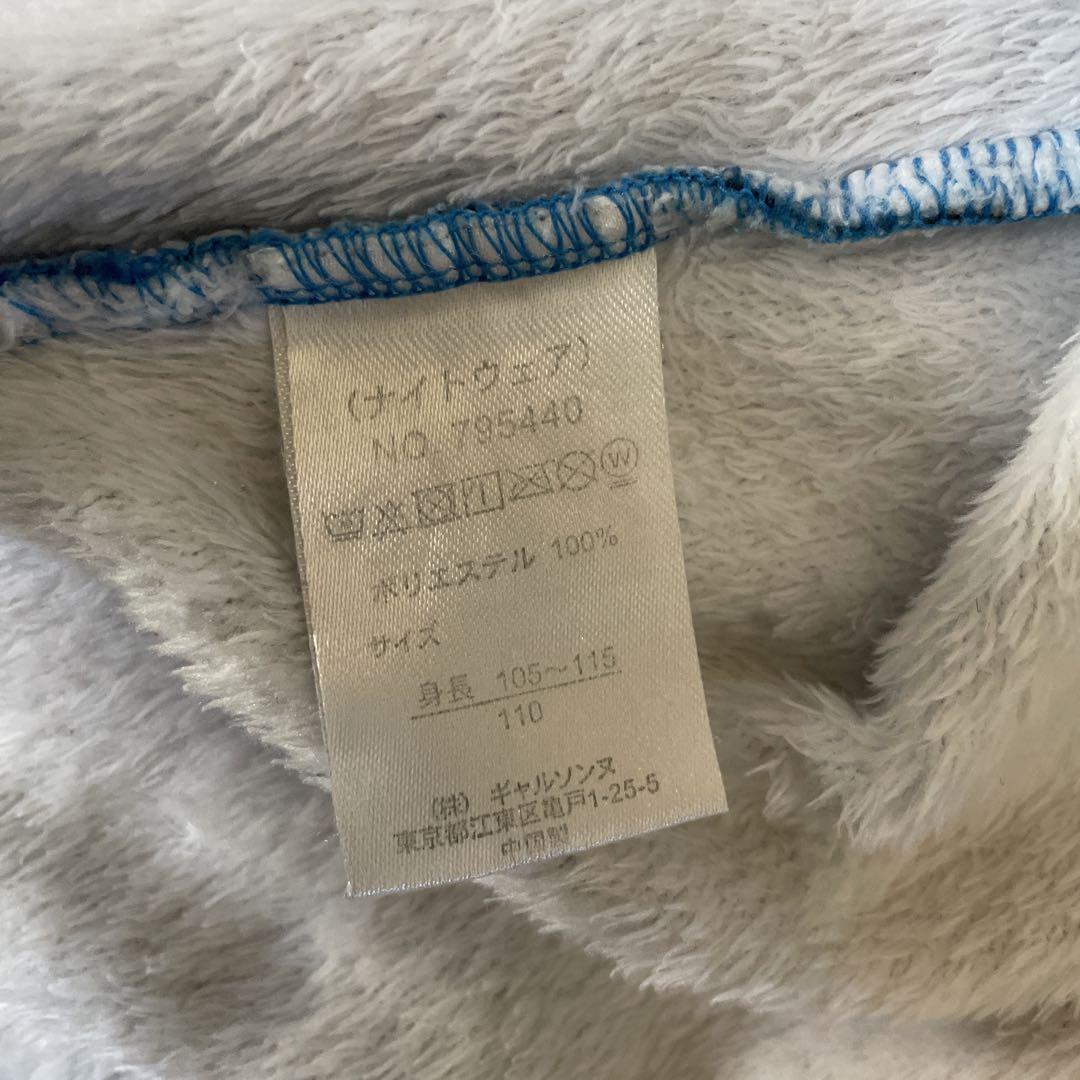 (ナイトウェア)
NO. 795440
ポリエステル 100%
サイズ
身長 105～115
110
(株) ギャルソンヌ
東京都江東区亀戸1-25-5
中国製